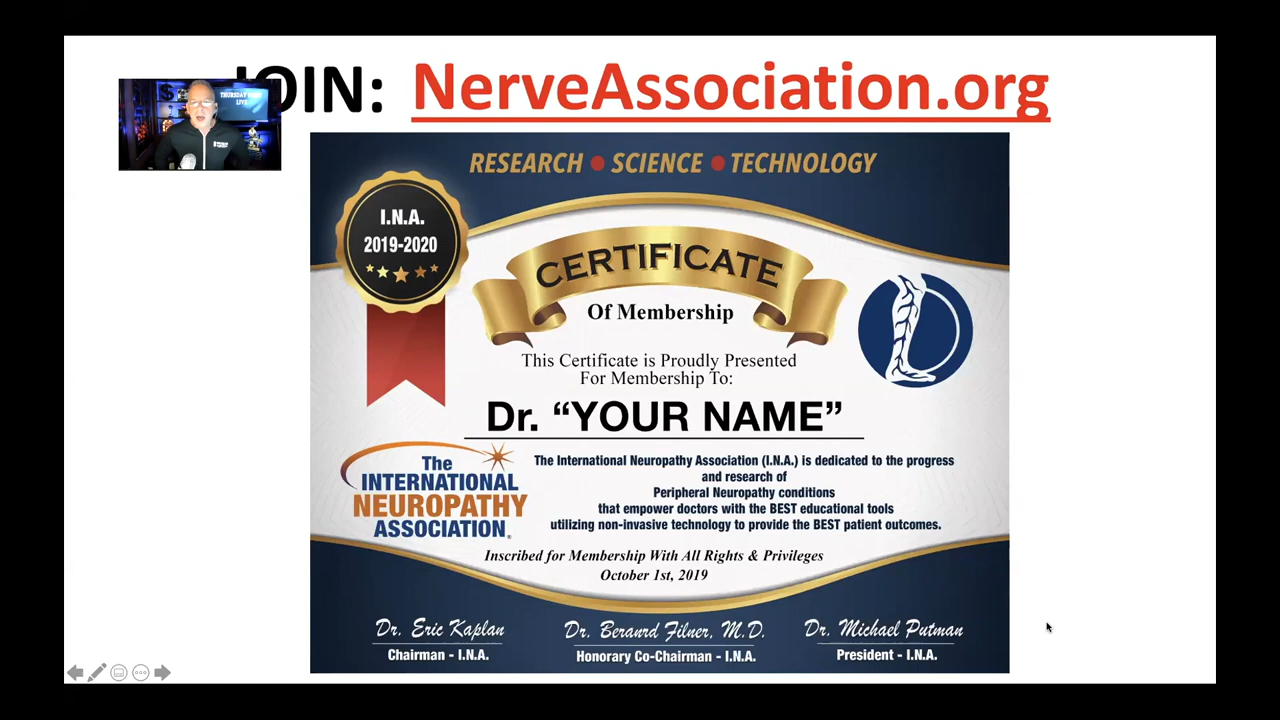 JOIN: NerveAssociation.org
THURSDAY NIGHT
LIVE
RESEARCH • SCIENCE • TECHNOLOGY
I.N.A.
2019-2020
CERTIFICATE
Of Membership
This Certificate is Proudly Presented
For Membership To:
Dr. “YOUR NAME”
The
INTERNATIONAL
NEUROPATHY
ASSOCIATION®
The International Neuropathy Association (I.N.A.) is dedicated to the progress
and research of
Peripheral Neuropathy conditions
that empower doctors with the BEST educational tools
utilizing non-invasive technology to provide the BEST patient outcomes.
Inscribed for Membership With All Rights & Privileges
October 1st, 2019
Dr. Eric Kaplan
Chairman - I.N.A.
Dr. Beranrd Filner, M.D.
Honorary Co-Chairman - I.N.A.
Dr. Michael Putman
President - I.N.A.